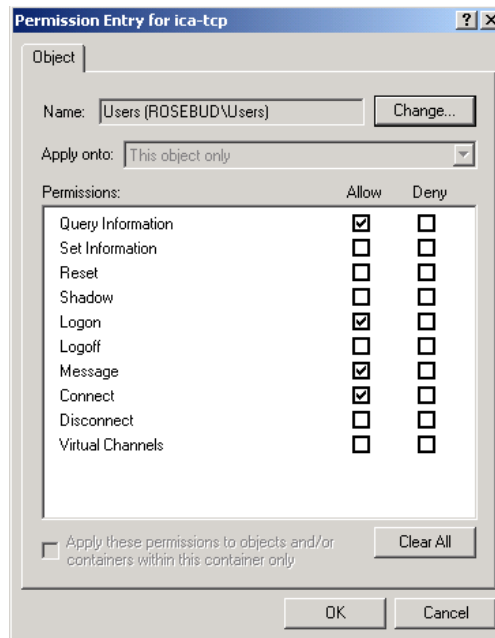 Permission Entry for ica-tcp
Object
Name: Users (ROSEBUD\Users) Change...
Apply onto: This object only
Permissions: Allow Deny
Query Information
Set Information
Reset
Shadow
Logon
Logoff
Message
Connect
Disconnect
Virtual Channels
Apply these permissions to objects and/or
containers within this container only
Clear All
OK Cancel